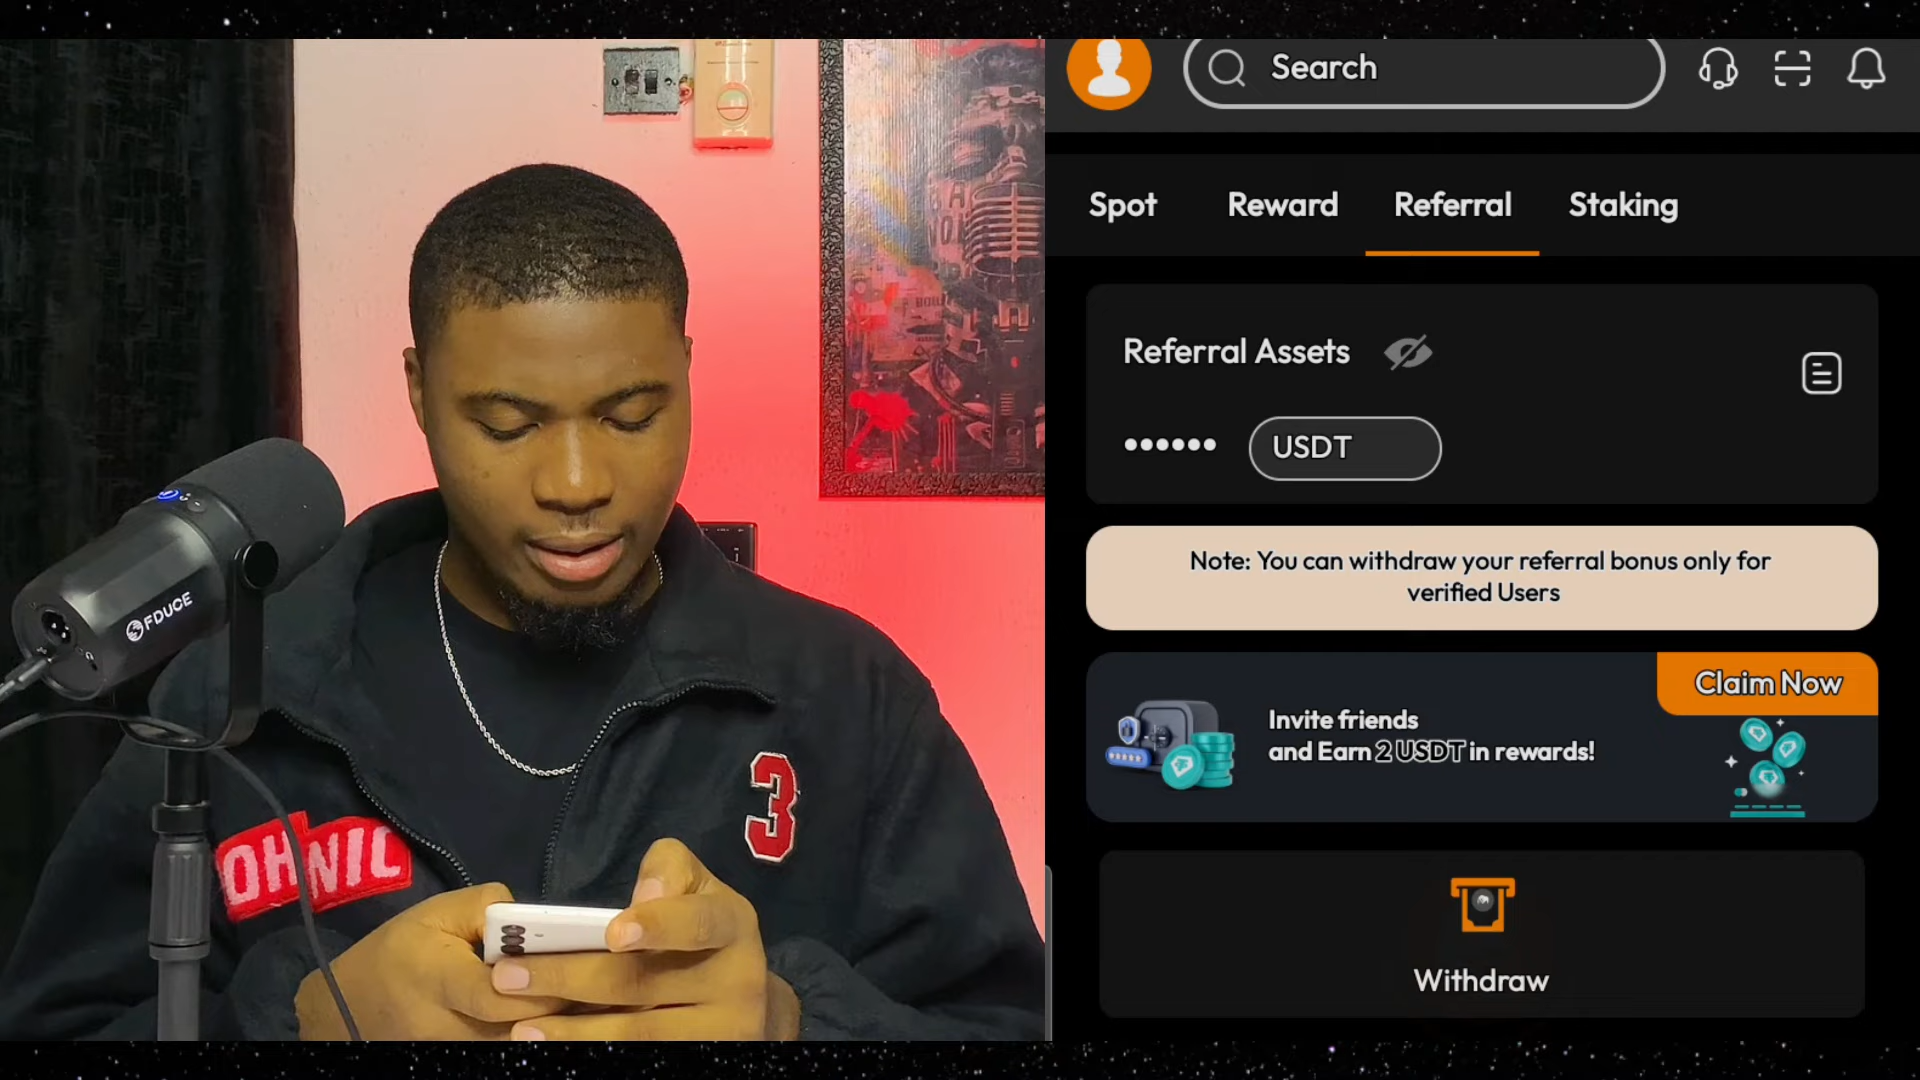 FDUCE
OHNIC
3
Search
Spot
Reward
Referral
Staking
Referral Assets
•••••• USDT
Note: You can withdraw your referral bonus only for
verified Users
Claim Now
Invite friends
and Earn 2 USDT in rewards!
Withdraw